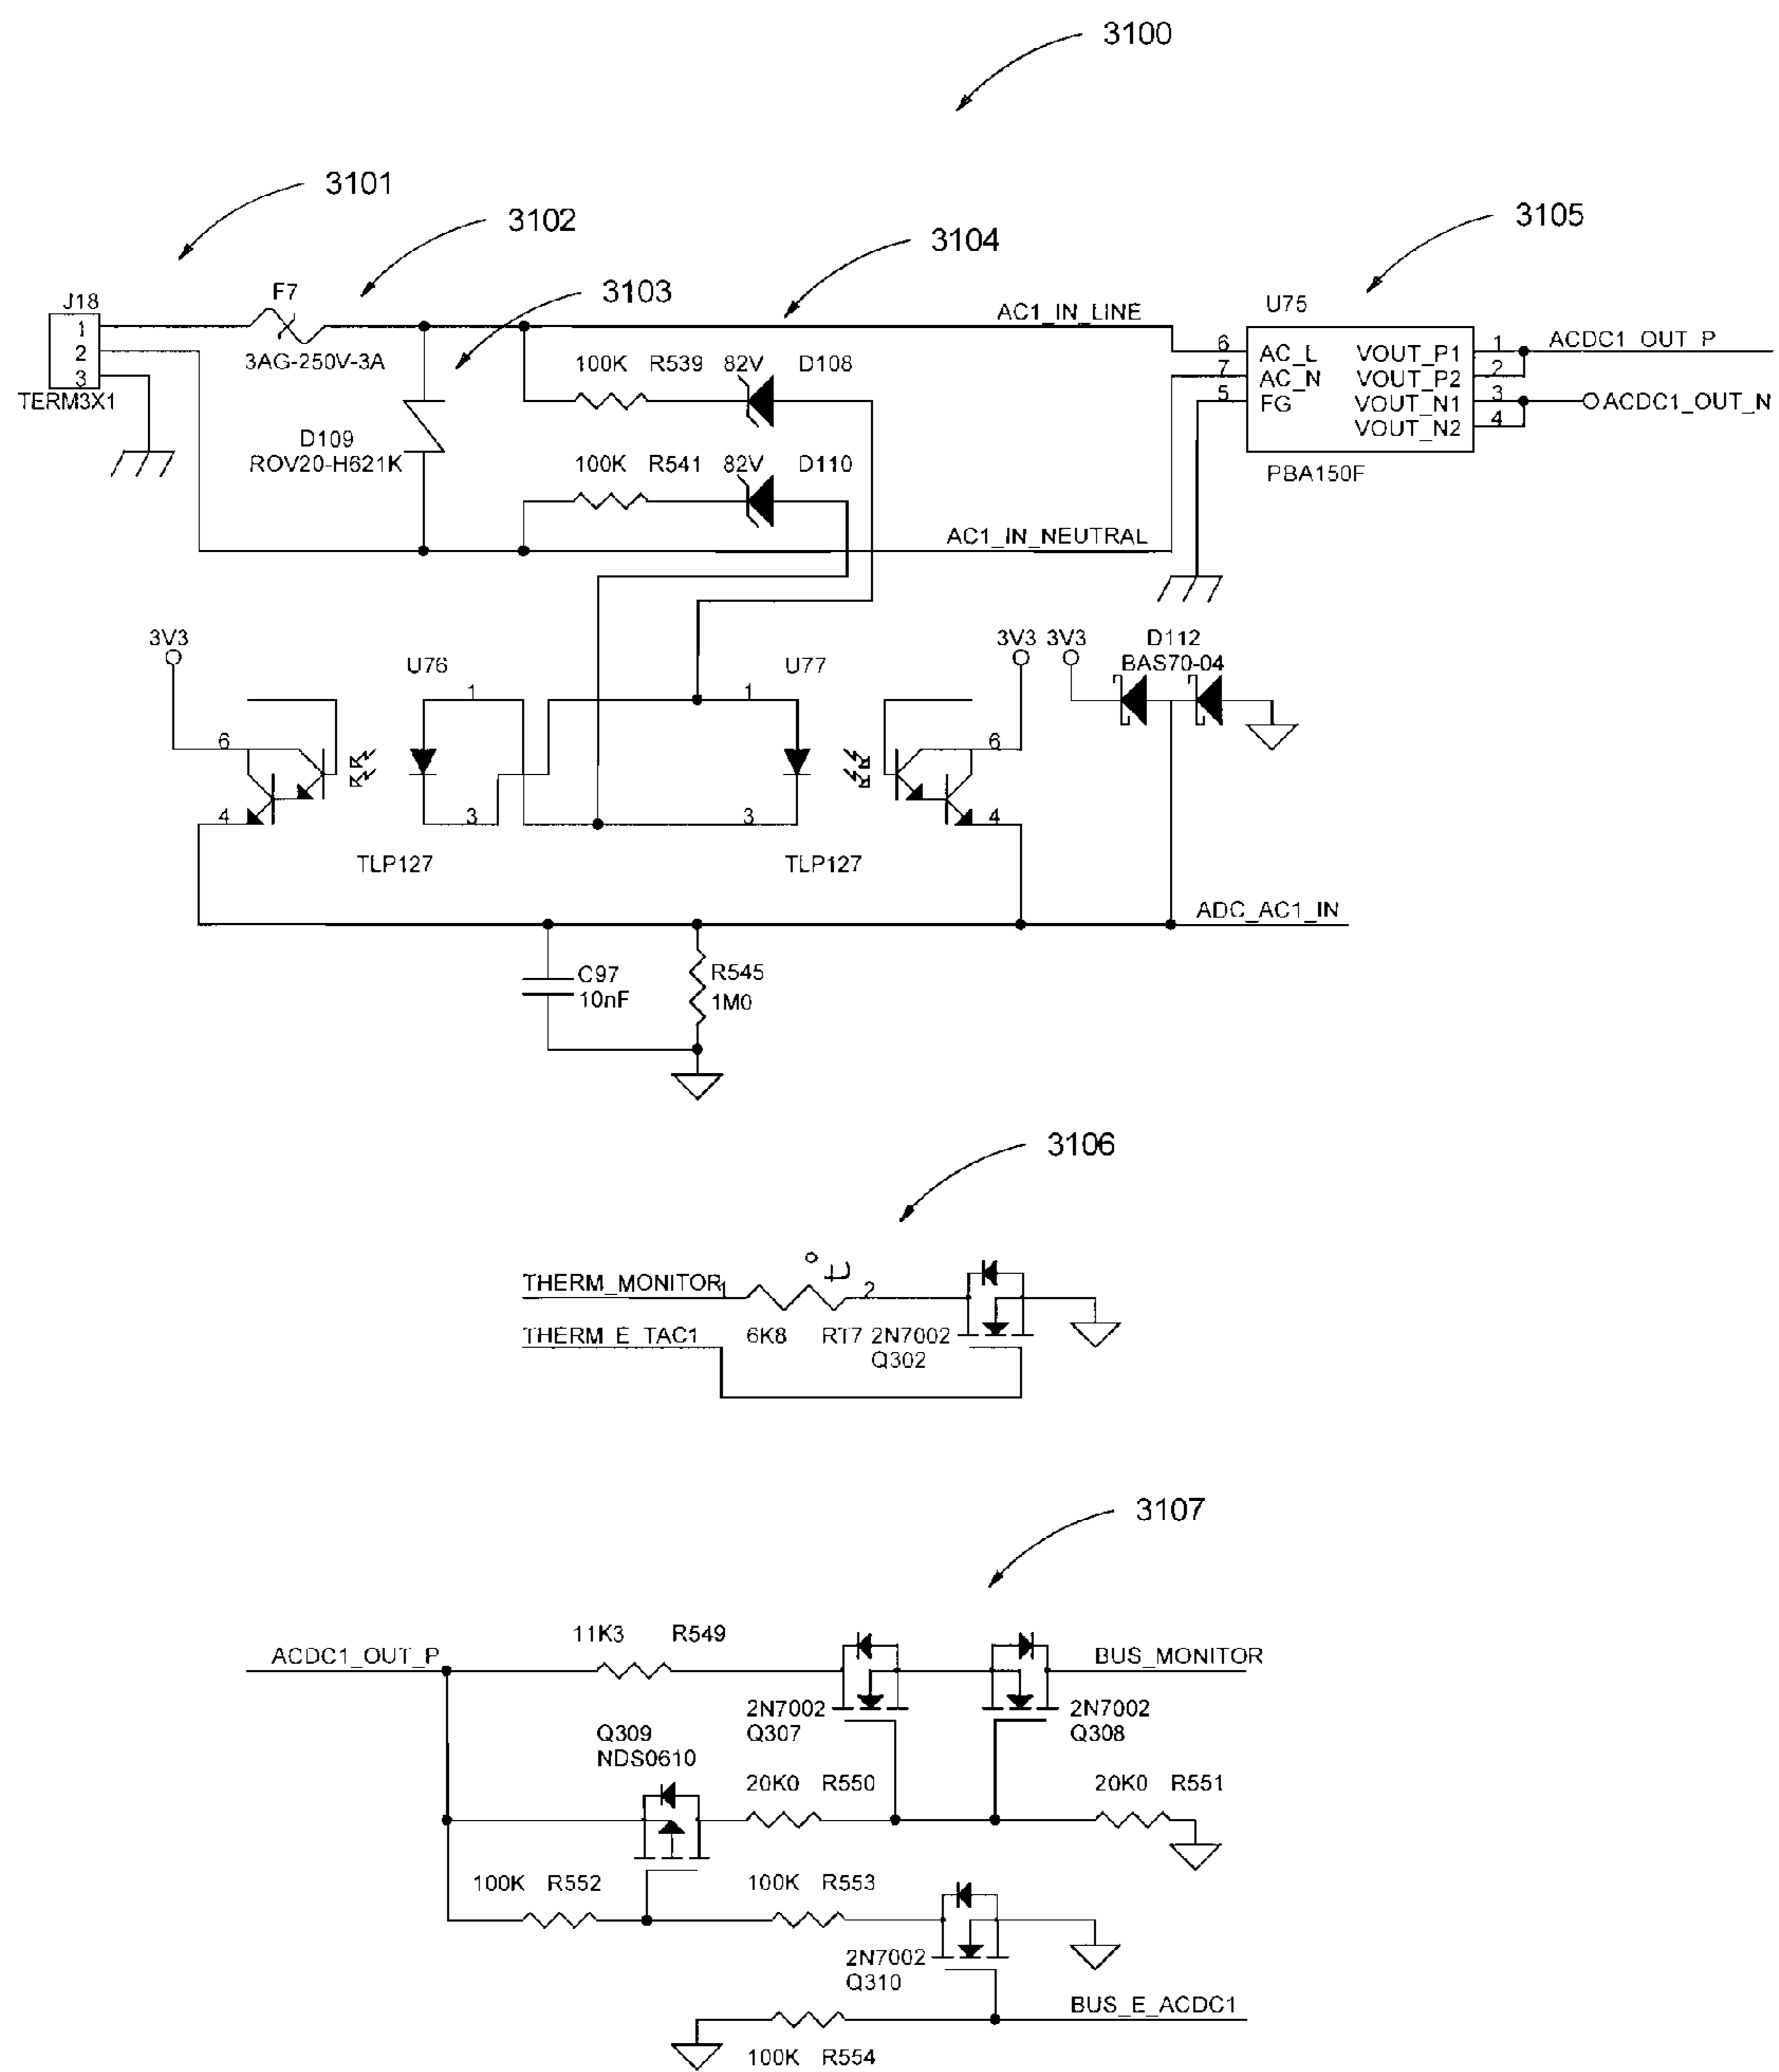 3100
3101
3102
3103
3104
3105
J18
1
2
3
TERM3X1
F7
3AG-250V-3A
D109
ROV20-H621K
100K R539 82V D108
100K R541 82V D110
AC1_IN_LINE
AC1_IN_NEUTRAL
U75
6 AC_L VOUT_P1 1
7 AC_N VOUT_P2 2
5 FG VOUT_N1 3
VOUT_N2 4
PBA150F
ACDC1_OUT_P
ACDC1_OUT_N
3V3
U76
U77
3V3 3V3
D112
BAS70-04
1
1
6
6
4
3
3
4
TLP127
TLP127
ADC_AC1_IN
C97
10nF
R545
1M0
3106
THERM_MONITOR
1
t°
2
THERM_E_TAC1
6K8 RT7 2N7002
Q302
3107
ACDC1_OUT_P
11K3 R549
BUS_MONITOR
2N7002
Q307
2N7002
Q308
Q309
NDS0610
20K0 R550
20K0 R551
100K R552
100K R553
2N7002
Q310
BUS_E_ACDC1
100K R554